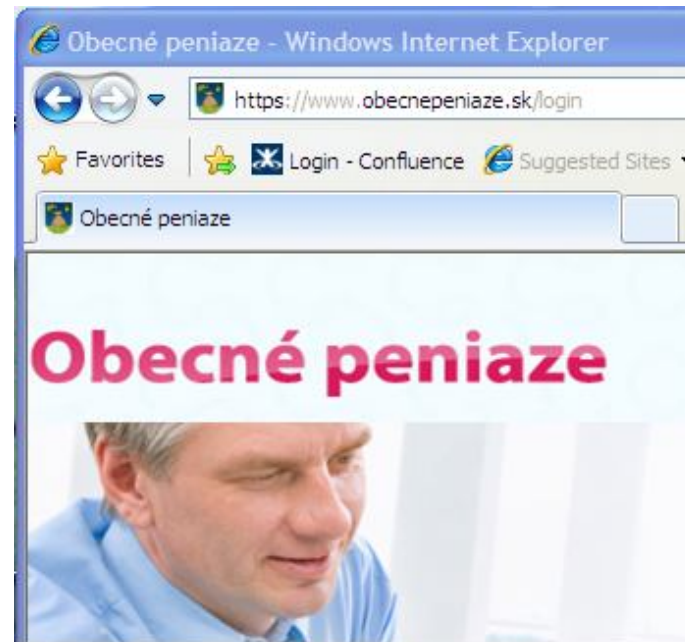 Obecné peniaze - Windows Internet Explorer
https://www.obecnepeniaze.sk/login
Favorites Login - Confluence Suggested Sites
Obecné peniaze
Obecné peniaze